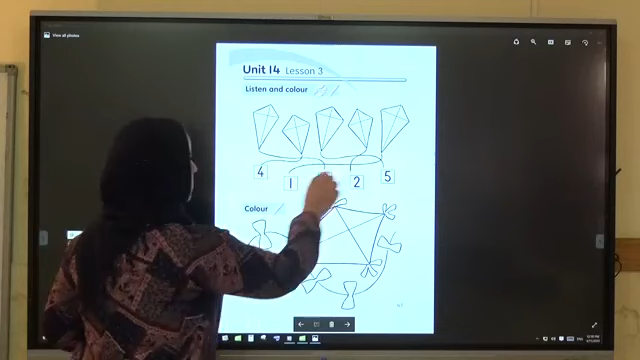 View all photos
Unit 14 Lesson 3
Listen and colour
4 1 2 5
Colour